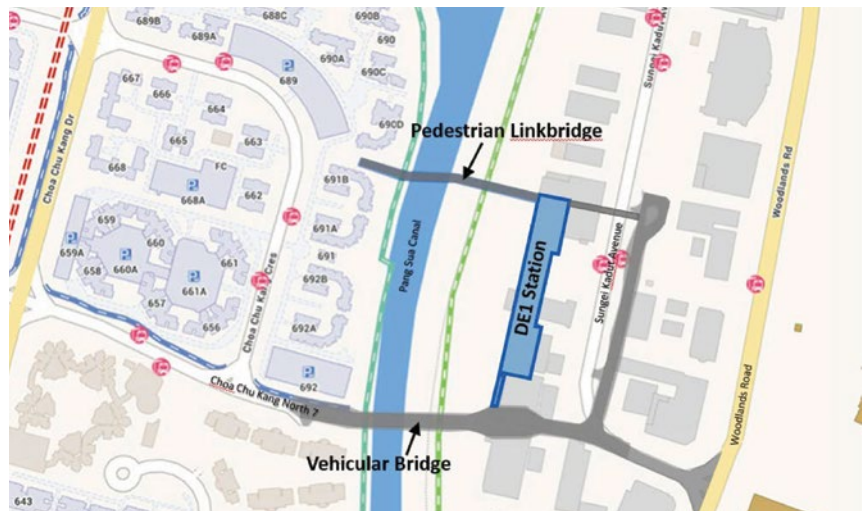 689B
688C
690B
689A
690
690A
690C
689
690D
667
666
664
665
663
668
FC
668A
662
691B
691A
691
692B
692A
692
659
659A
660
661
658
660A
661A
657
656
643
P
P
P
P
P
P
Choa Chu Kang Dr
Choa Chu Kang Cres
Choa Chu Kang North 7
Pang Sua Canal
Pedestrian Linkbridge
DE1 Station
Vehicular Bridge
Sungei Kadut Av
Sungei Kadut Avenue
Woodlands Rd
Woodlands Road